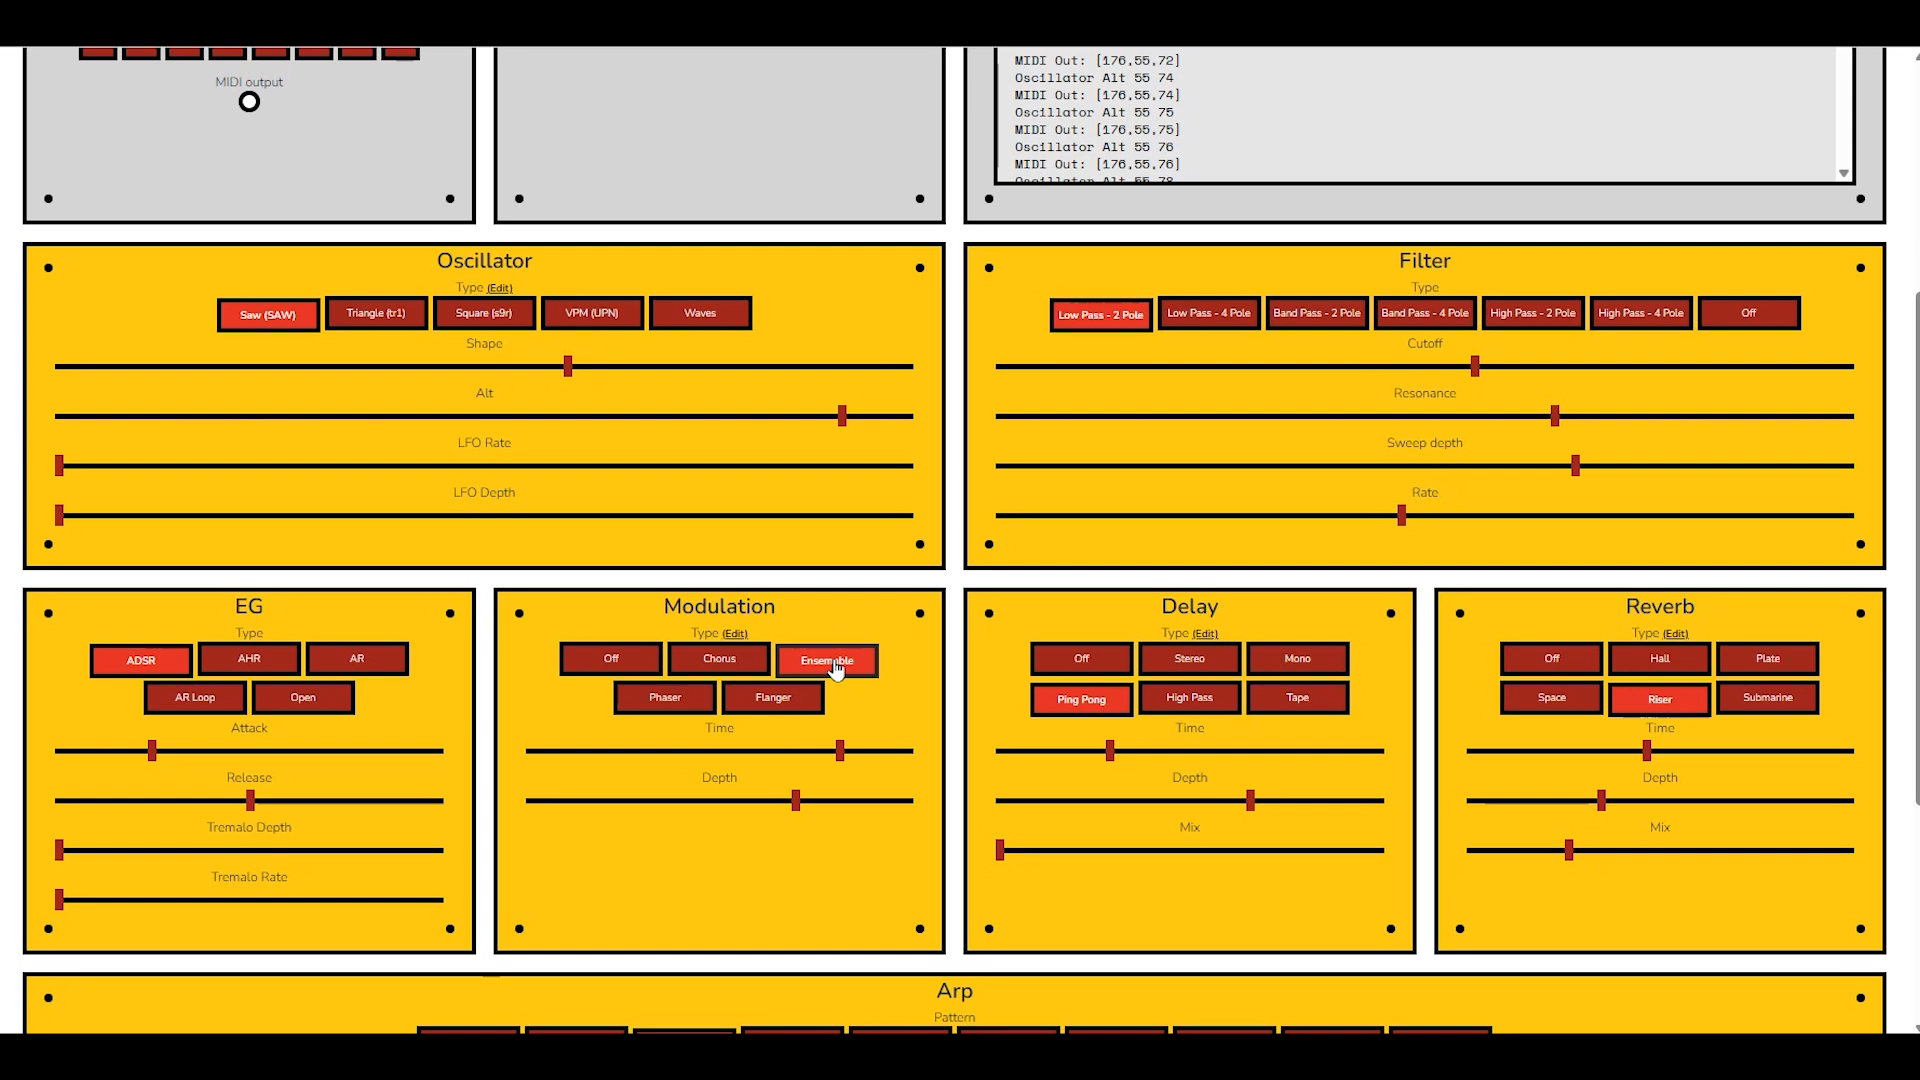 MIDI output
MIDI Out: [176,55,72]
Oscillator Alt 55 74
MIDI Out: [176,55,74]
Oscillator Alt 55 75
MIDI Out: [176,55,75]
Oscillator Alt 55 76
MIDI Out: [176,55,76]
Oscillator Alt 55 78
Oscillator
Type (Edit)
Saw (SAW) Triangle (tr1) Square (s9r) VPM (UPN) Waves
Shape
Alt
LFO Rate
LFO Depth
Filter
Type
Low Pass - 2 Pole Low Pass - 4 Pole Band Pass - 2 Pole Band Pass - 4 Pole High Pass - 2 Pole High Pass - 4 Pole Off
Cutoff
Resonance
Sweep depth
Rate
EG
Type
ADSR AHR AR
AR Loop Open
Attack
Release
Tremalo Depth
Tremalo Rate
Modulation
Type (Edit)
Off Chorus Ensemble
Phaser Flanger
Time
Depth
Delay
Type (Edit)
Off Stereo Mono
Ping Pong High Pass Tape
Time
Depth
Mix
Reverb
Type (Edit)
Off Hall Plate
Space Riser Submarine
Time
Depth
Mix
Arp
Pattern